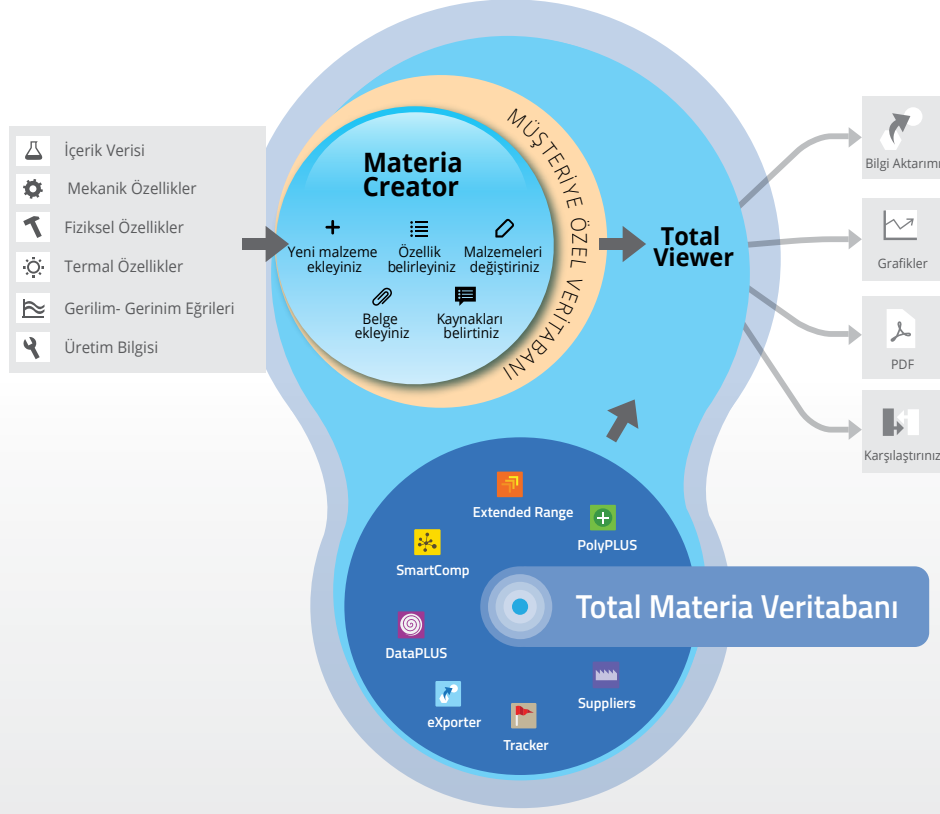 İçerik Verisi
Mekanik Özellikler
Fiziksel Özellikler
Termal Özellikler
Gerilim- Gerinim Eğrileri
Üretim Bilgisi
Materia
Creator
Yeni malzeme
ekleyiniz
Özellik
belirleyiniz
Malzemeleri
değiştiriniz
Belge
ekleyiniz
Kaynakları
belirtiniz
MÜŞTERİYE ÖZEL VERİTABANI
Total
Viewer
Bilgi Aktarımı
Grafikler
PDF
Karşılaştırınız
Extended Range
PolyPLUS
SmartComp
Total Materia Veritabanı
DataPLUS
Suppliers
eXporter
Tracker